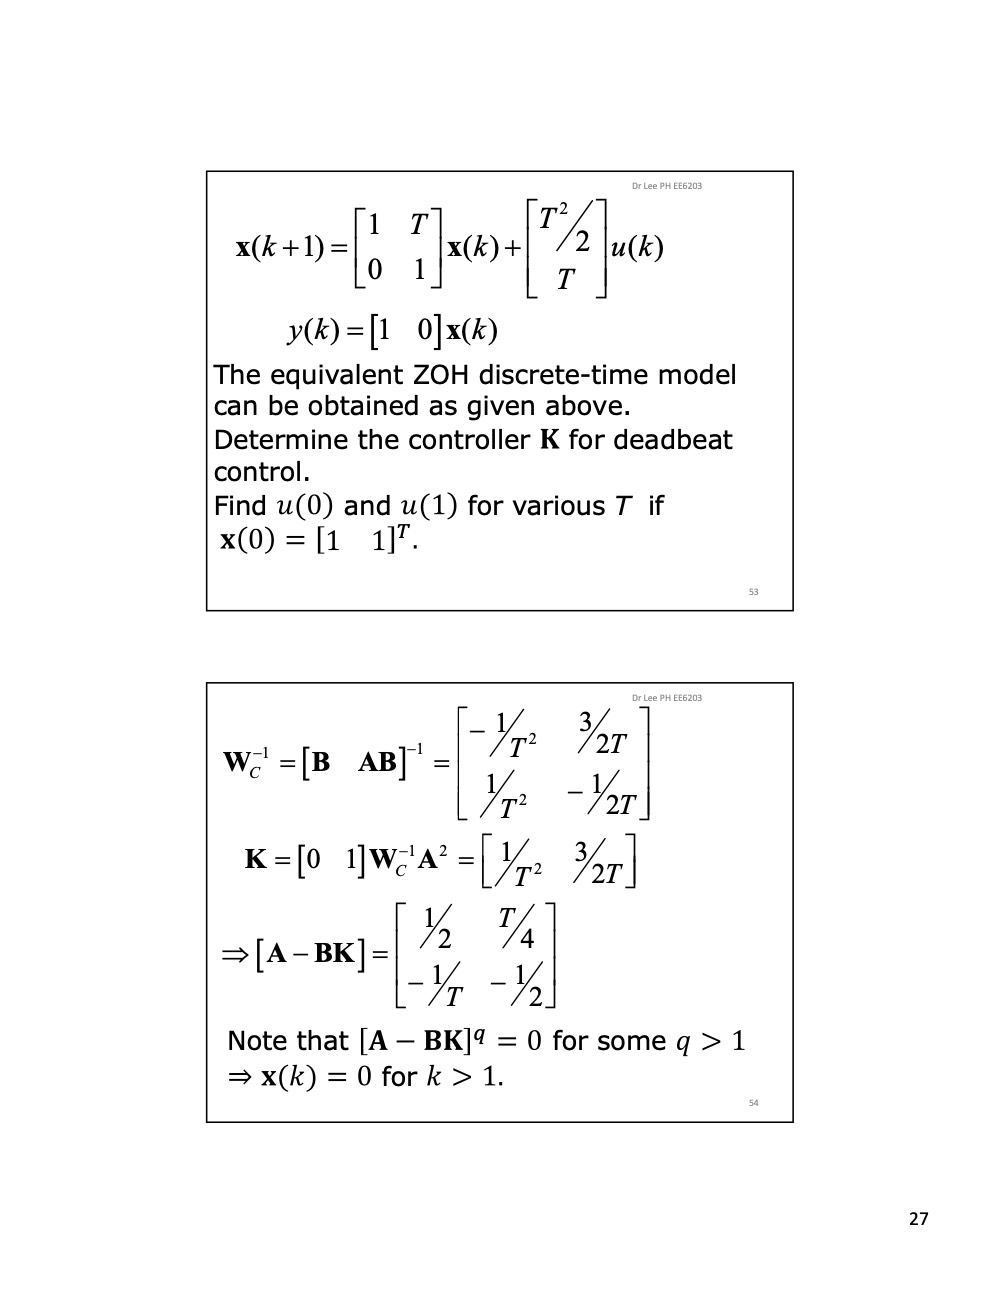 Dr Lee PH EE6203
x(k+1) = [1 T; 0 1] x(k) + [T²/2; T] u(k)
y(k) = [1 0] x(k)
The equivalent ZOH discrete-time model
can be obtained as given above.
Determine the controller K for deadbeat
control.
Find u(0) and u(1) for various T if
x(0) = [1 1]ᵀ.
53
Dr Lee PH EE6203
W_C⁻¹ = [B AB]⁻¹ = [−1/T² 3/2T; 1/T² −1/2T]
K = [0 1] W_C⁻¹ A² = [1/T² 3/2T]
⇒ [A − BK] = [1/2 T/4; −1/T −1/2]
Note that [A − BK]^q = 0 for some q > 1
⇒ x(k) = 0 for k > 1.
54
27